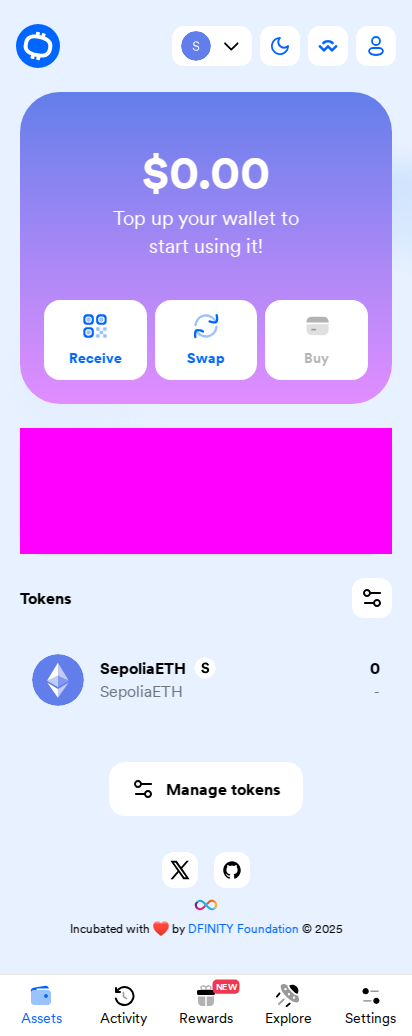 S
$0.00
Top up your wallet to
start using it!
Receive
Swap
Buy
Tokens
SepoliaETH S
0
SepoliaETH
-
Manage tokens
Incubated with ❤️ by DFINITY Foundation © 2025
NEW
Assets
Activity
Rewards
Explore
Settings